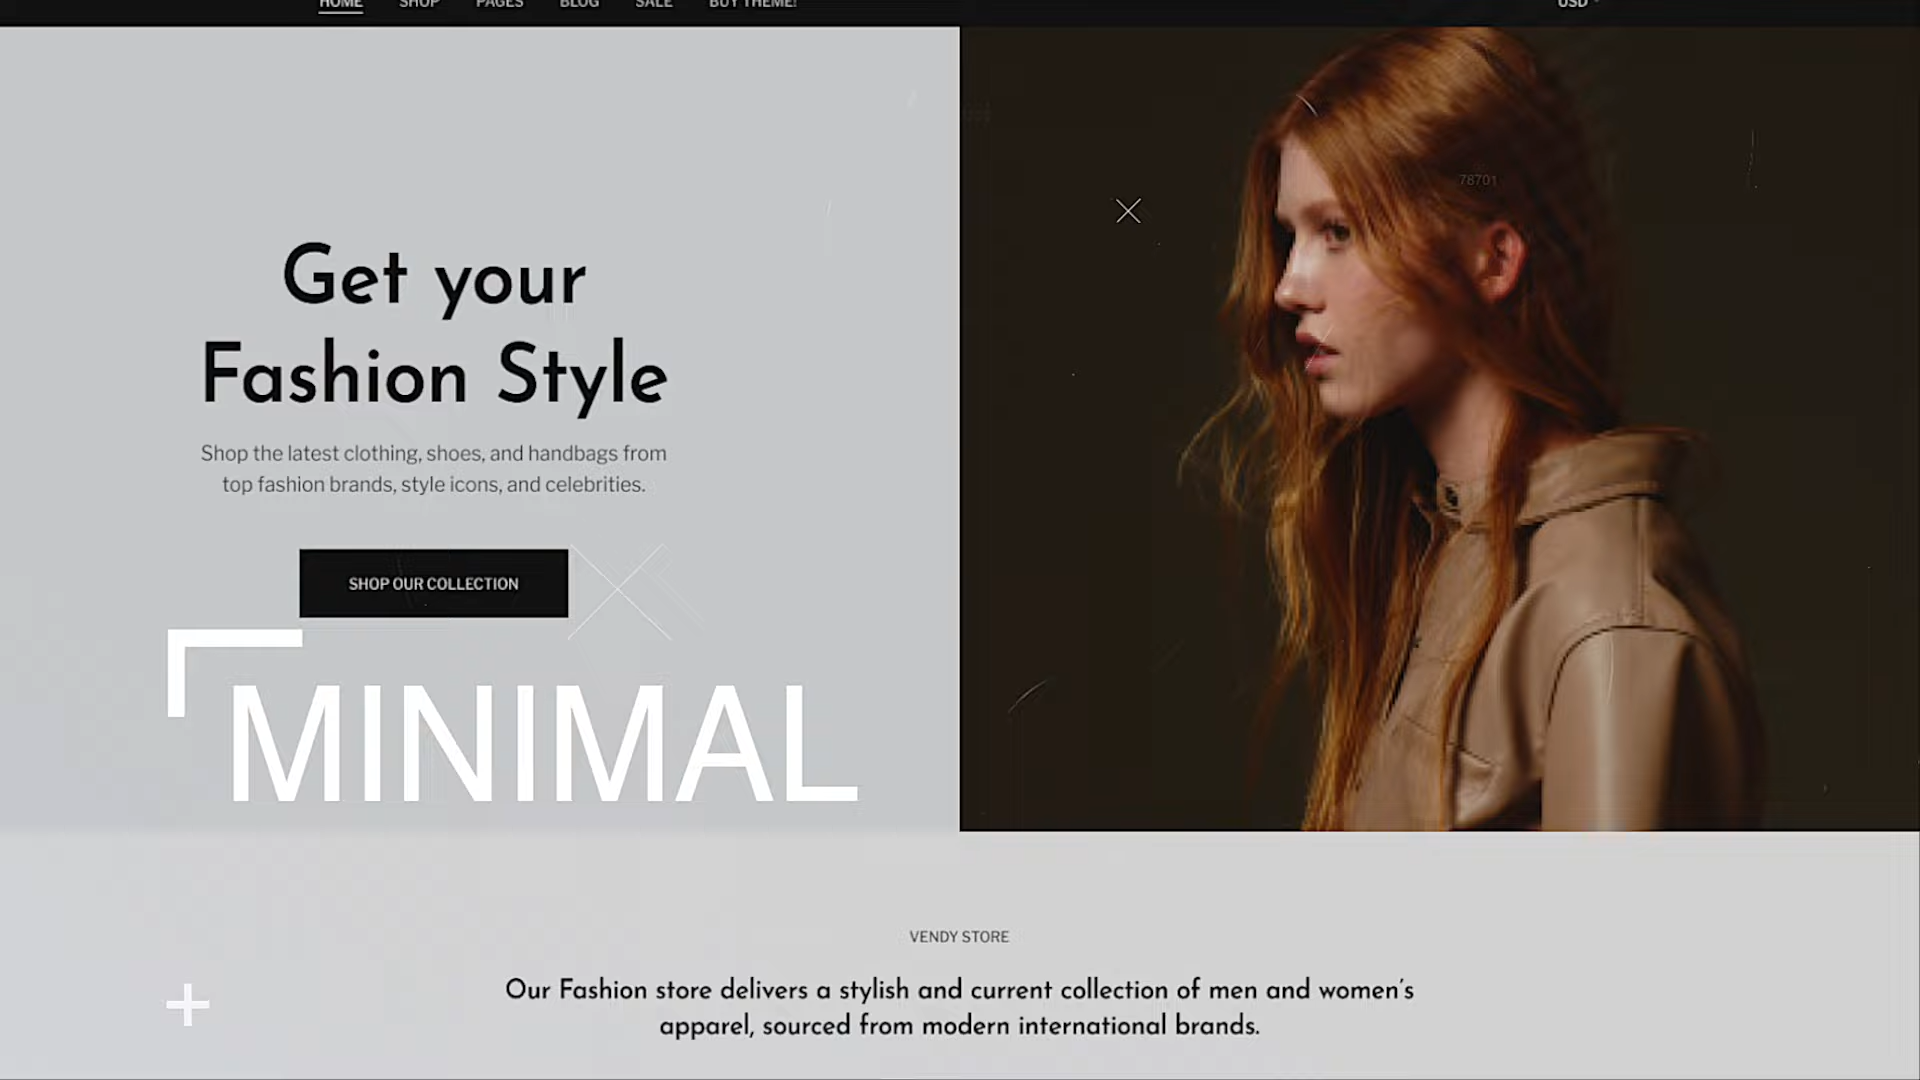 HOME SHOP PAGES BLOG SALE BUY THEME! USD
78701
Get your
Fashion Style
Shop the latest clothing, shoes, and handbags from
top fashion brands, style icons, and celebrities.
SHOP OUR COLLECTION
MINIMAL
VENDY STORE
Our Fashion store delivers a stylish and current collection of men and women's
apparel, sourced from modern international brands.